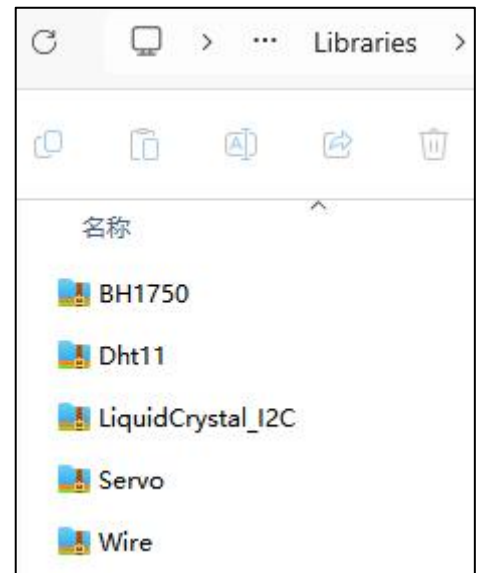 Libraries
名称
BH1750
Dht11
LiquidCrystal_I2C
Servo
Wire